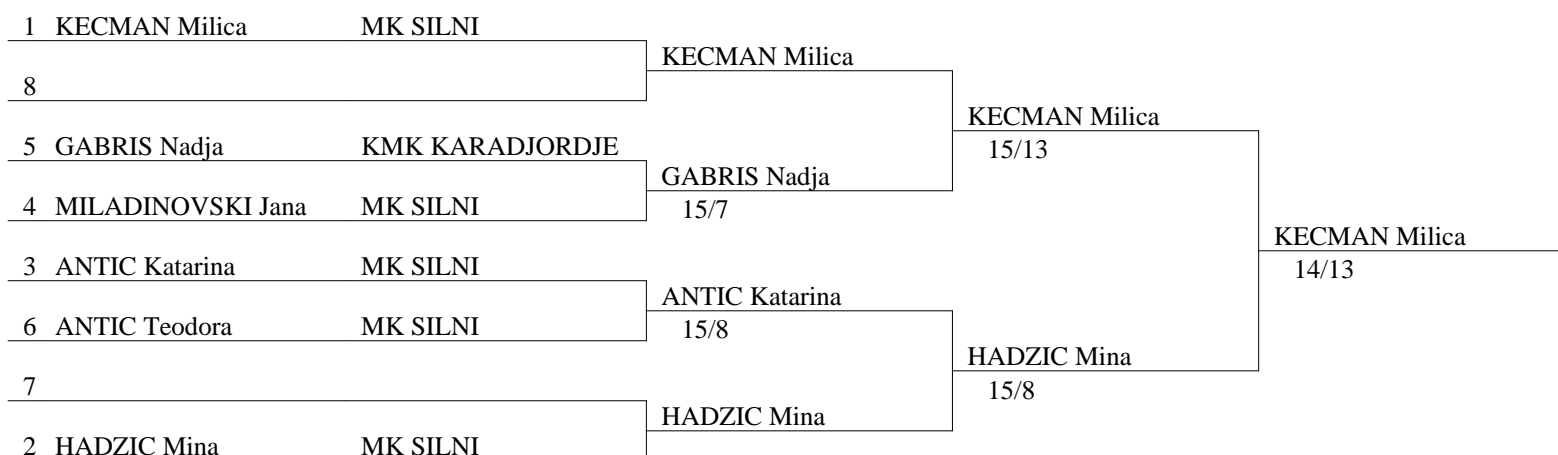 1 KECMAN Milica MK SILNI
KECMAN Milica
8
KECMAN Milica
15/13
5 GABRIS Nadja KMK KARADJORDJE
GABRIS Nadja
15/7
4 MILADINOVSKI Jana MK SILNI
KECMAN Milica
14/13
3 ANTIC Katarina MK SILNI
ANTIC Katarina
15/8
6 ANTIC Teodora MK SILNI
HADZIC Mina
15/8
7
HADZIC Mina
2 HADZIC Mina MK SILNI